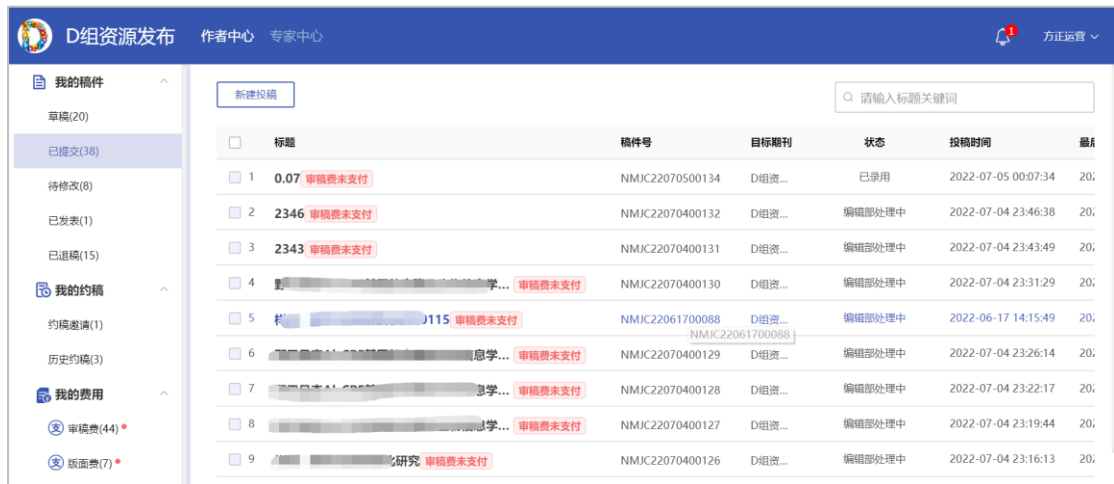 D组资源发布 作者中心 专家中心 1 方正运营
我的稿件
草稿(20)
已提交(38)
待修改(8)
已发表(1)
已退稿(15)
我的约稿
约稿邀请(1)
历史约稿(3)
我的费用
支 审稿费(44)
支 版面费(7)
新建投稿 请输入标题关键词
标题 稿件号 目标期刊 状态 投稿时间 最后
1 0.07 审稿费未支付 NMJC22070500134 D组资... 已录用 2022-07-05 00:07:34 202
2 2346 审稿费未支付 NMJC22070400132 D组资... 编辑部处理中 2022-07-04 23:46:38 202
3 2343 审稿费未支付 NMJC22070400131 D组资... 编辑部处理中 2022-07-04 23:43:49 202
4 学... 审稿费未支付 NMJC22070400130 D组资... 编辑部处理中 2022-07-04 23:31:29 202
5 0115 审稿费未支付 NMJC22061700088 D组资... 编辑部处理中 2022-06-17 14:15:49 202
NMJC22061700088
6 息学... 审稿费未支付 NMJC22070400129 D组资... 编辑部处理中 2022-07-04 23:26:14 202
7 息学... 审稿费未支付 NMJC22070400128 D组资... 编辑部处理中 2022-07-04 23:22:17 202
8 息学... 审稿费未支付 NMJC22070400127 D组资... 编辑部处理中 2022-07-04 23:19:44 202
9 研究 审稿费未支付 NMJC22070400126 D组资... 编辑部处理中 2022-07-04 23:16:13 202